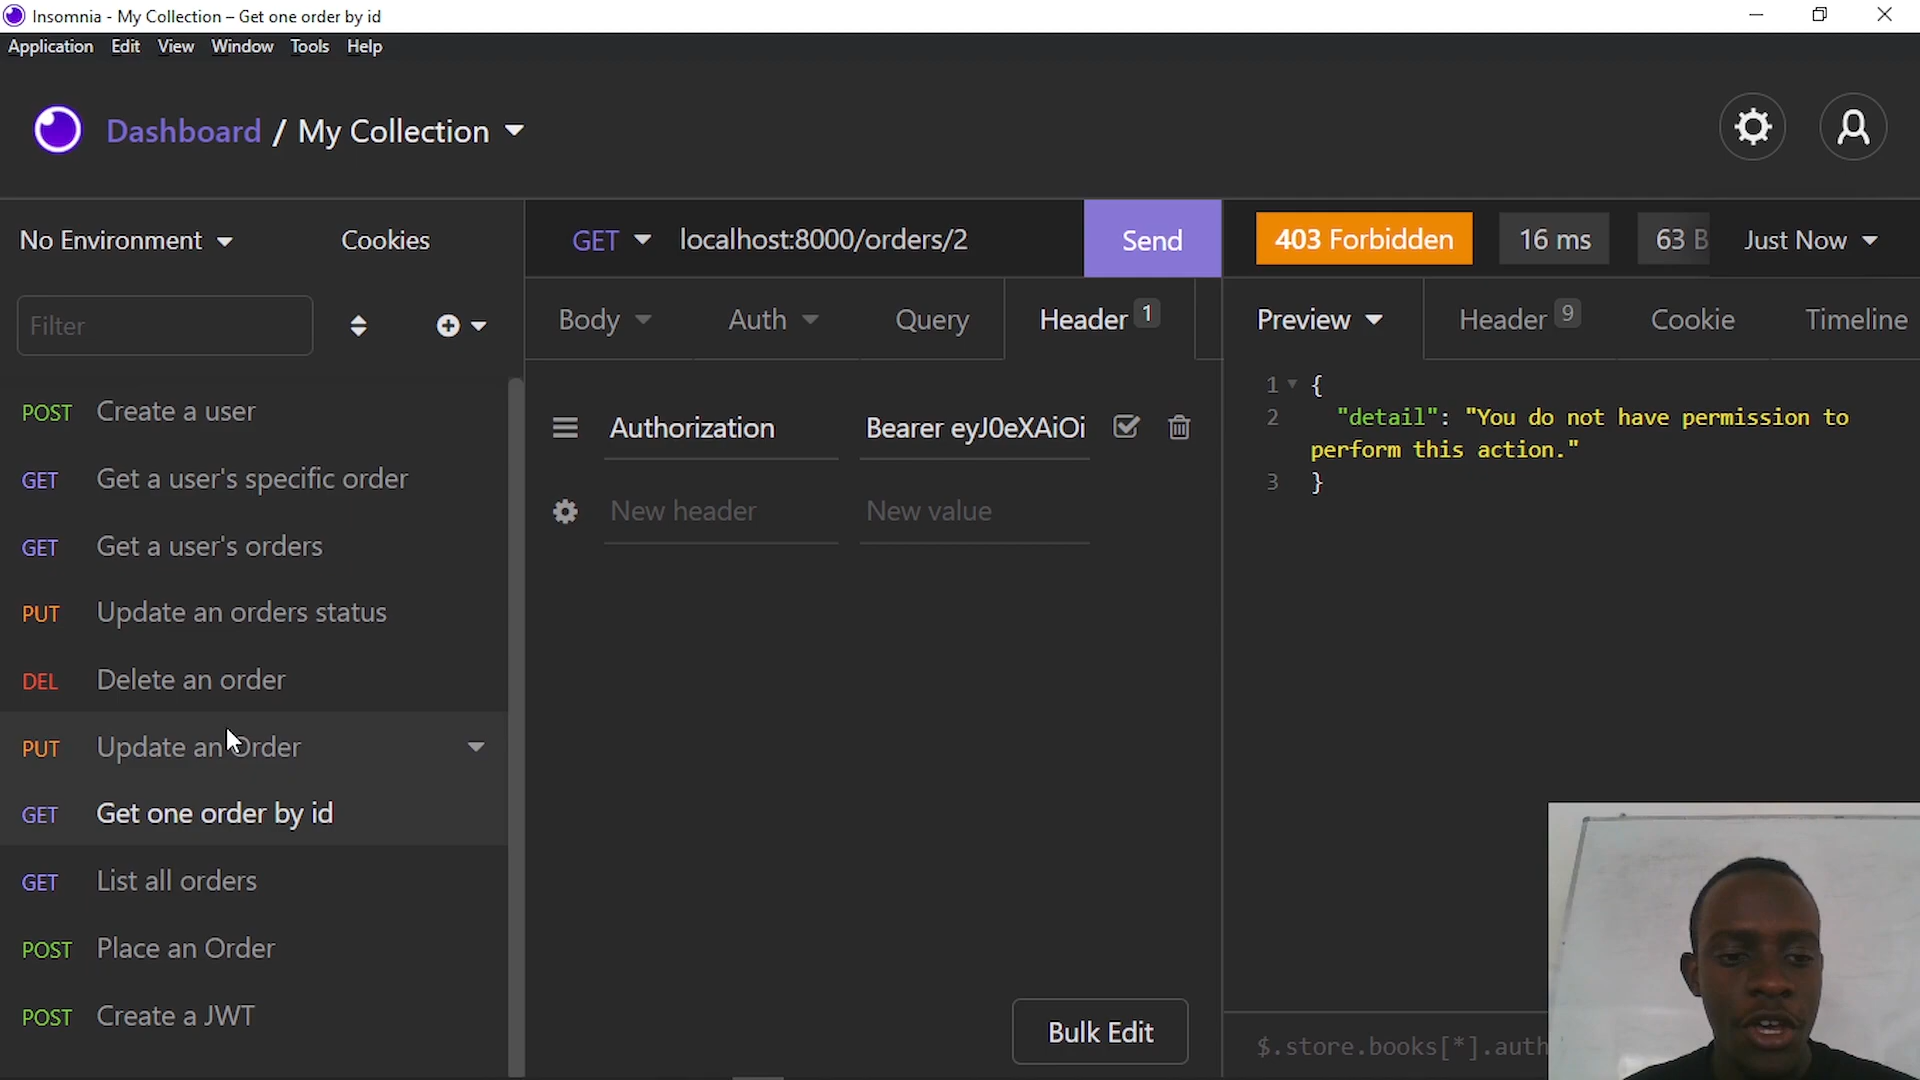 Insomnia - My Collection – Get one order by id
Application Edit View Window Tools Help
Dashboard / My Collection
No Environment Cookies
GET localhost:8000/orders/2 Send
403 Forbidden 16 ms 63 B Just Now
Filter
Body Auth Query Header 1
Preview Header 9 Cookie Timeline
Authorization Bearer eyJ0eXAiOi
New header New value
1 {
2 "detail": "You do not have permission to
perform this action."
3 }
POST Create a user
GET Get a user's specific order
GET Get a user's orders
PUT Update an orders status
DEL Delete an order
PUT Update an Order
GET Get one order by id
GET List all orders
POST Place an Order
POST Create a JWT
Bulk Edit
$.store.books[*].auth